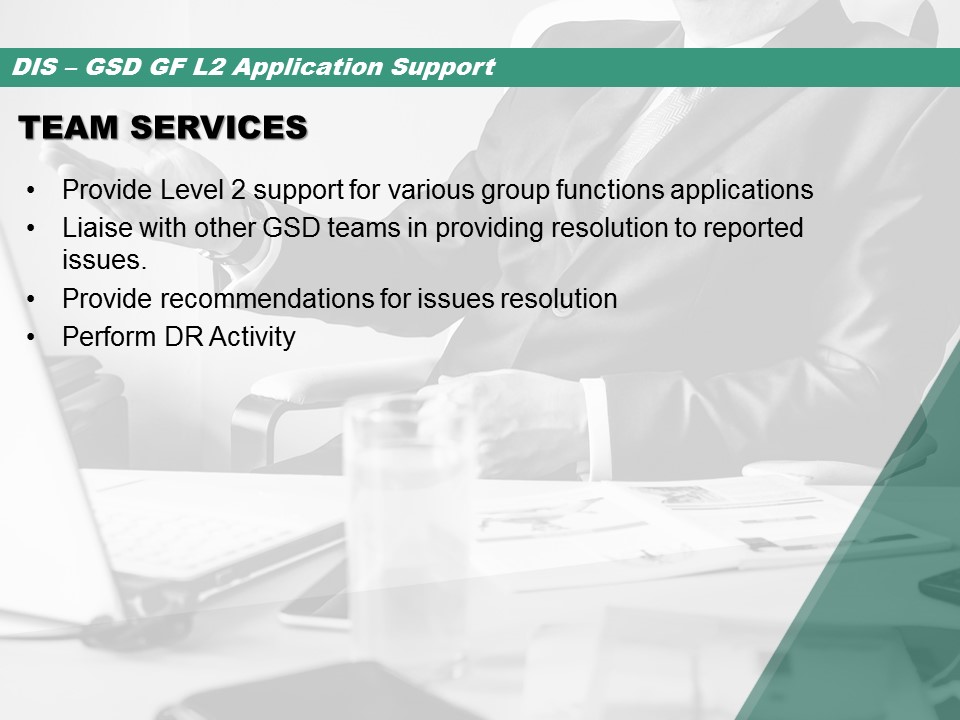 DIS – GSD GF L2 Application Support
TEAM SERVICES
• Provide Level 2 support for various group functions applications
• Liaise with other GSD teams in providing resolution to reported
issues.
• Provide recommendations for issues resolution
• Perform DR Activity